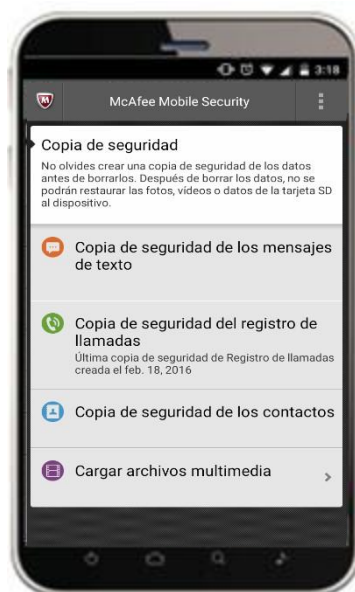 3:18
McAfee Mobile Security
Copia de seguridad
No olvides crear una copia de seguridad de los datos
antes de borrarlos. Después de borrar los datos, no se
podrán restaurar las fotos, vídeos o datos de la tarjeta SD
al dispositivo.
Copia de seguridad de los mensajes
de texto
Copia de seguridad del registro de
llamadas
Última copia de seguridad de Registro de llamadas
creada el feb. 18, 2016
Copia de seguridad de los contactos
Cargar archivos multimedia